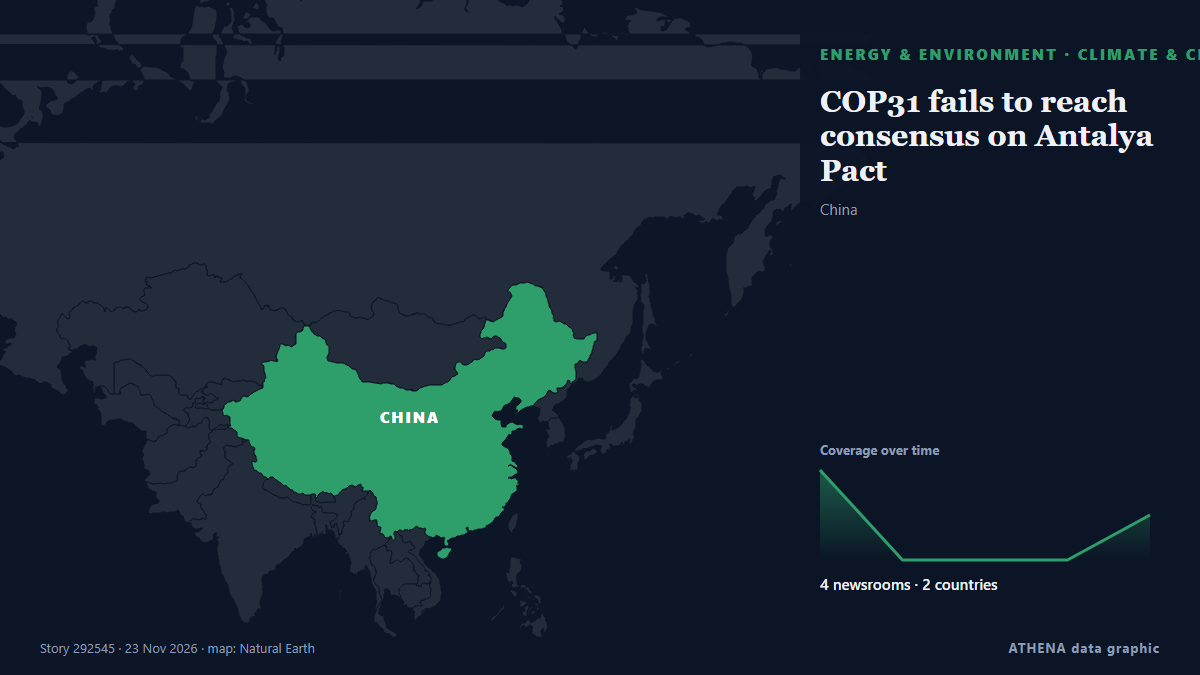 ENERGY & ENVIRONMENT · CLIMATE &
COP31 fails to reach
consensus on Antalya
Pact
China
CHINA
Coverage over time
4 newsrooms · 2 countries
Story 292545 · 23 Nov 2026 · map: Natural Earth
ATHENA data graphic